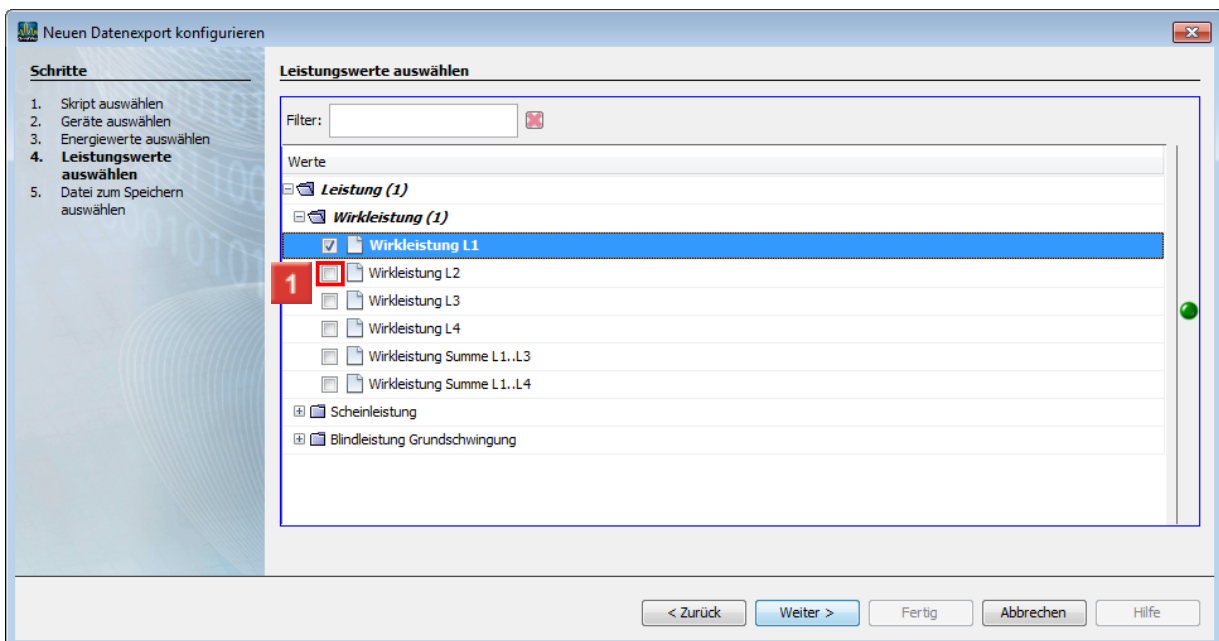 Neuen Datenexport konfigurieren
Schritte
1. Skript auswählen
2. Geräte auswählen
3. Energiewerte auswählen
4. Leistungswerte
auswählen
5. Datei zum Speichern
auswählen
Leistungswerte auswählen
Filter:
Werte
Leistung (1)
Wirkleistung (1)
Wirkleistung L1
1
Wirkleistung L2
Wirkleistung L3
Wirkleistung L4
Wirkleistung Summe L1..L3
Wirkleistung Summe L1..L4
Scheinleistung
Blindleistung Grundschwingung
< Zurück Weiter > Fertig Abbrechen Hilfe